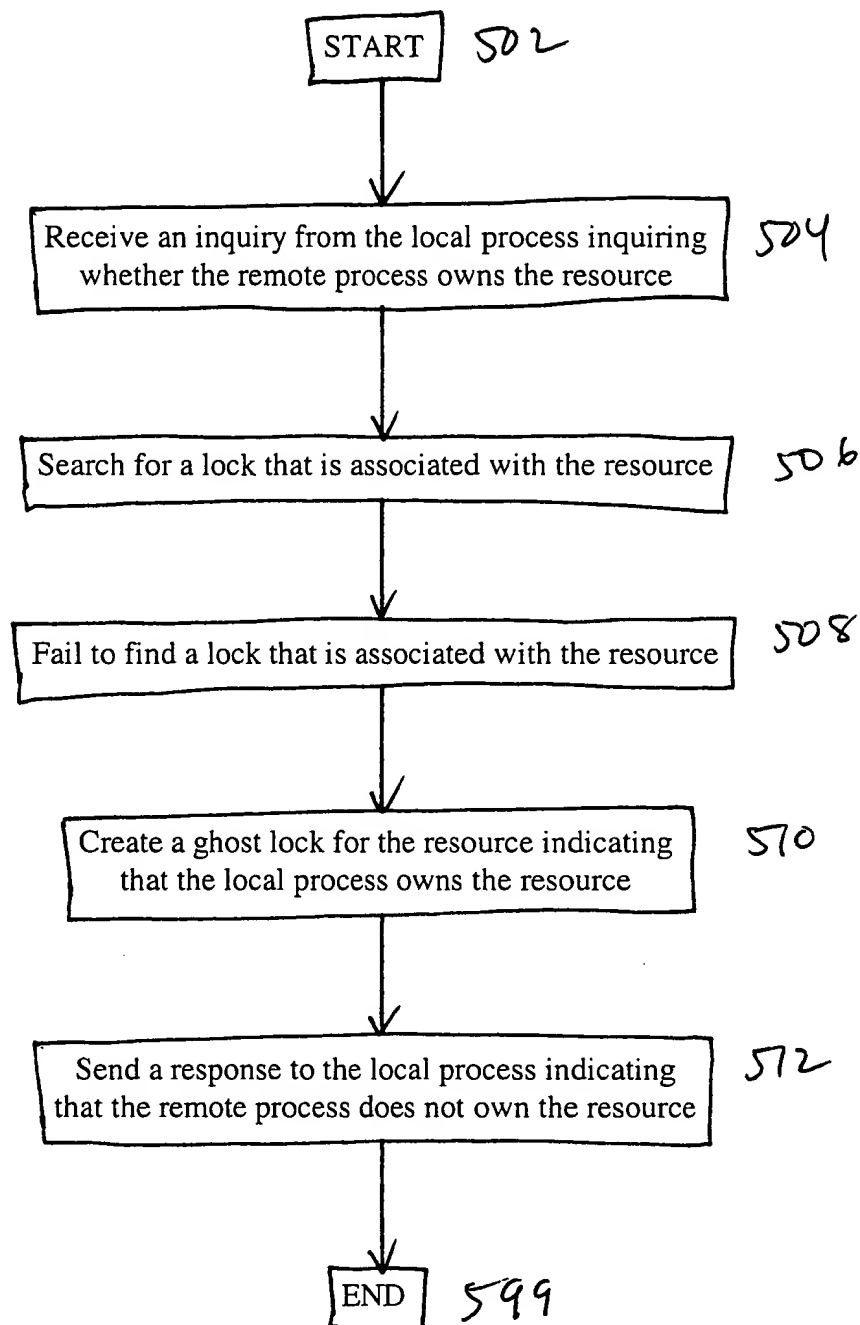 START 502
Receive an inquiry from the local process inquiring 504
whether the remote process owns the resource
Search for a lock that is associated with the resource 506
Fail to find a lock that is associated with the resource 508
Create a ghost lock for the resource indicating 510
that the local process owns the resource
Send a response to the local process indicating 512
that the remote process does not own the resource
END 599